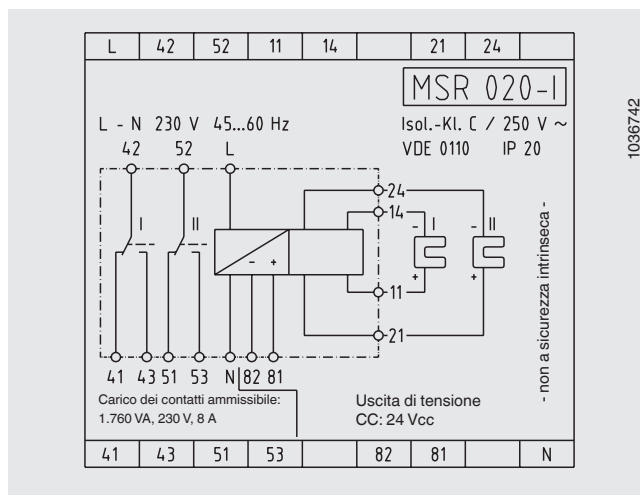 L 42 52 11 14 21 24
MSR 020-I
L - N 230 V 45...60 Hz
Isol.-Kl. C / 250 V ~
VDE 0110 IP 20
42 52 L
24
14
I II
- I - II
- +
+ +
11
21
41 43 51 53 N 82 81
Carico dei contatti ammissibile:
1.760 VA, 230 V, 8 A
Uscita di tensione
CC: 24 Vcc
- non a sicurezza intrinseca -
41 43 51 53 82 81 N
1036742